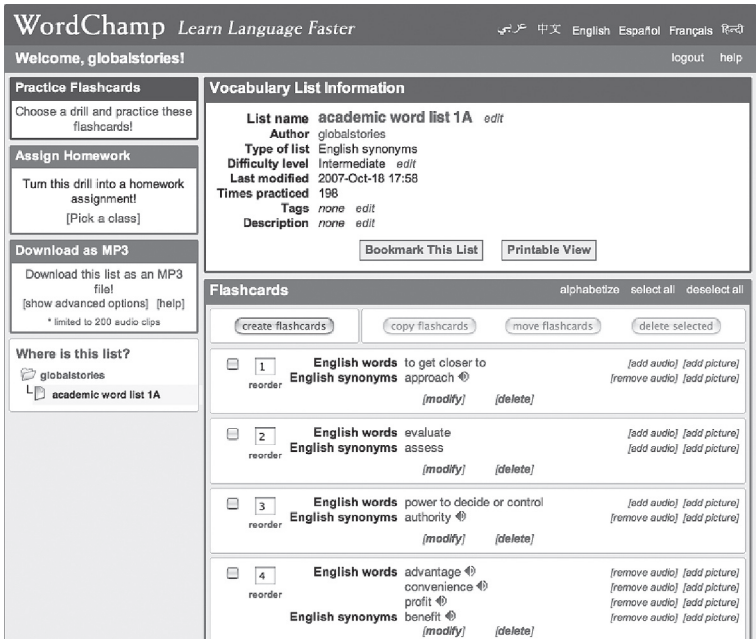 WordChamp Learn Language Faster
عربي 中文 English Español Français हिन्दी
Welcome, globalstories!
logout help
Practice Flashcards
Choose a drill and practice these
flashcards!
Assign Homework
Turn this drill into a homework
assignment!
[Pick a class]
Download as MP3
Download this list as an MP3
file!
[show advanced options] [help]
* limited to 200 audio clips
Where is this list?
globalstories
academic word list 1A
Vocabulary List Information
List name academic word list 1A edit
Author globalstories
Type of list English synonyms
Difficulty level Intermediate edit
Last modified 2007-Oct-18 17:58
Times practiced 198
Tags none edit
Description none edit
Bookmark This List Printable View
Flashcards alphabetize select all deselect all
create flashcards copy flashcards move flashcards delete selected
1 English words to get closer to [add audio] [add picture]
reorder English synonyms approach [remove audio] [add picture]
[modify] [delete]
2 English words evaluate [add audio] [add picture]
reorder English synonyms assess [add audio] [add picture]
[modify] [delete]
3 English words power to decide or control [add audio] [add picture]
reorder English synonyms authority [remove audio] [add picture]
[modify] [delete]
4 English words advantage [remove audio] [add picture]
reorder convenience [remove audio] [add picture]
profit [remove audio] [add picture]
English synonyms benefit [remove audio] [add picture]
[modify] [delete]